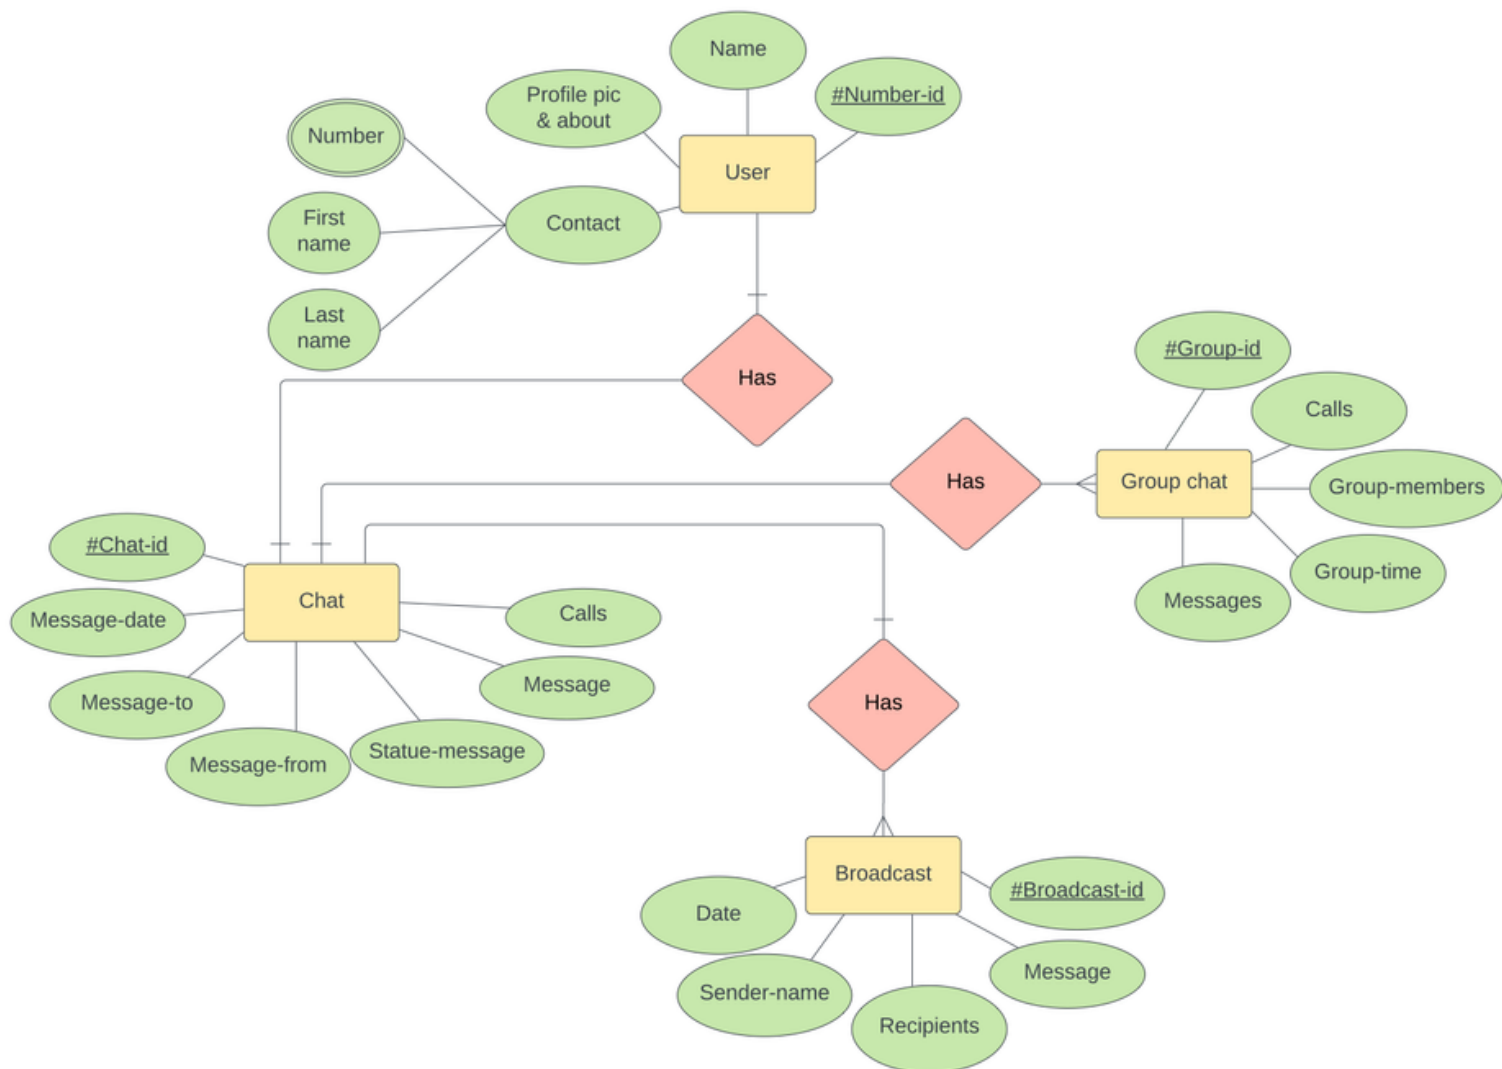 Name
Profile pic
& about
#Number-id
Number
User
First
name
Contact
Last
name
Has
#Group-id
Calls
Has
Group chat
Group-members
#Chat-id
Group-time
Chat
Messages
Calls
Message-date
Message
Message-to
Has
Statue-message
Message-from
Broadcast
#Broadcast-id
Date
Message
Sender-name
Recipients